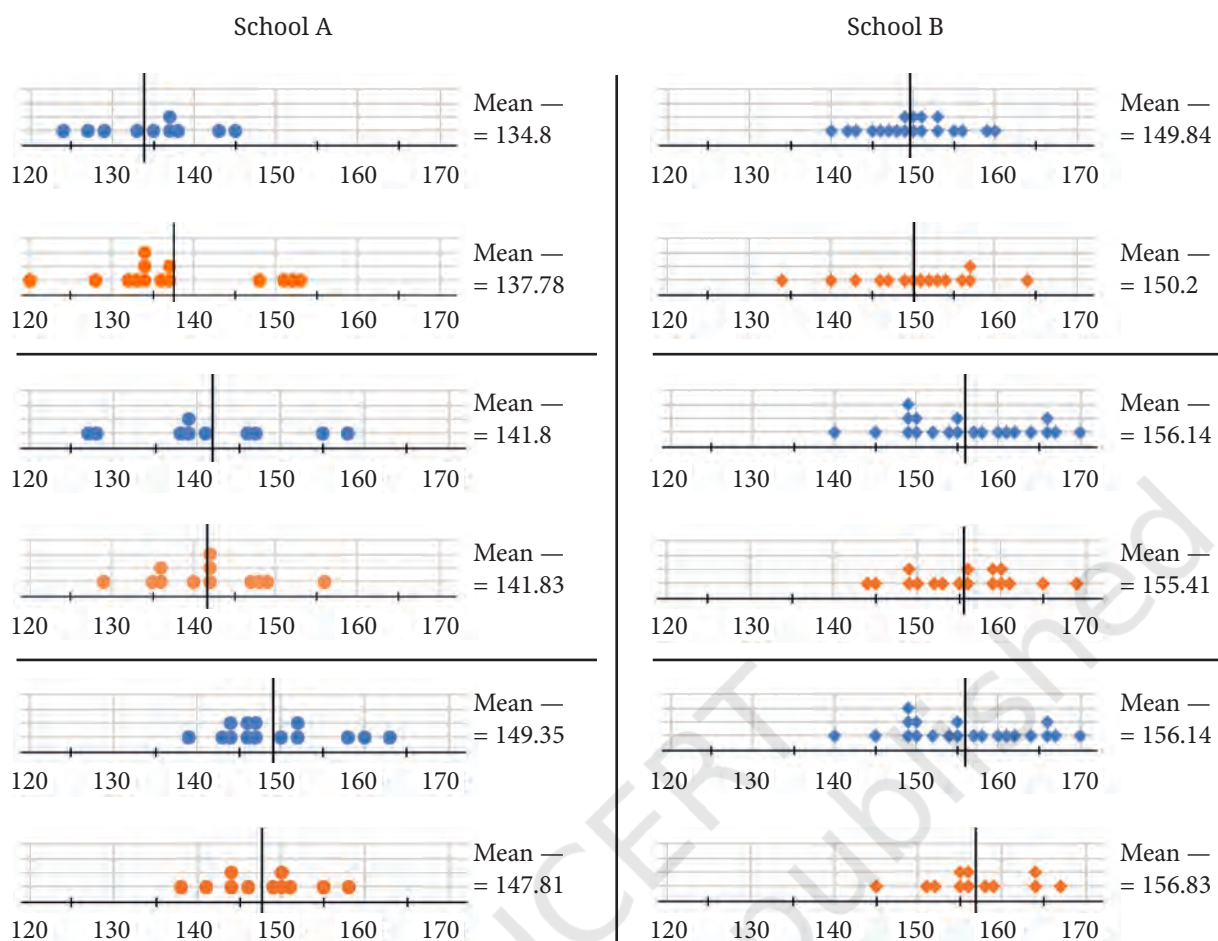 School A
School B
Mean —
= 134.8
120 130 140 150 160 170
Mean —
= 149.84
120 130 140 150 160 170
Mean —
= 137.78
120 130 140 150 160 170
Mean —
= 150.2
120 130 140 150 160 170
Mean —
= 141.8
120 130 140 150 160 170
Mean —
= 156.14
120 130 140 150 160 170
Mean —
= 141.83
120 130 140 150 160 170
Mean —
= 155.41
120 130 140 150 160 170
Mean —
= 149.35
120 130 140 150 160 170
Mean —
= 156.14
120 130 140 150 160 170
Mean —
= 147.81
120 130 140 150 160 170
Mean —
= 156.83
120 130 140 150 160 170
NCERT
published